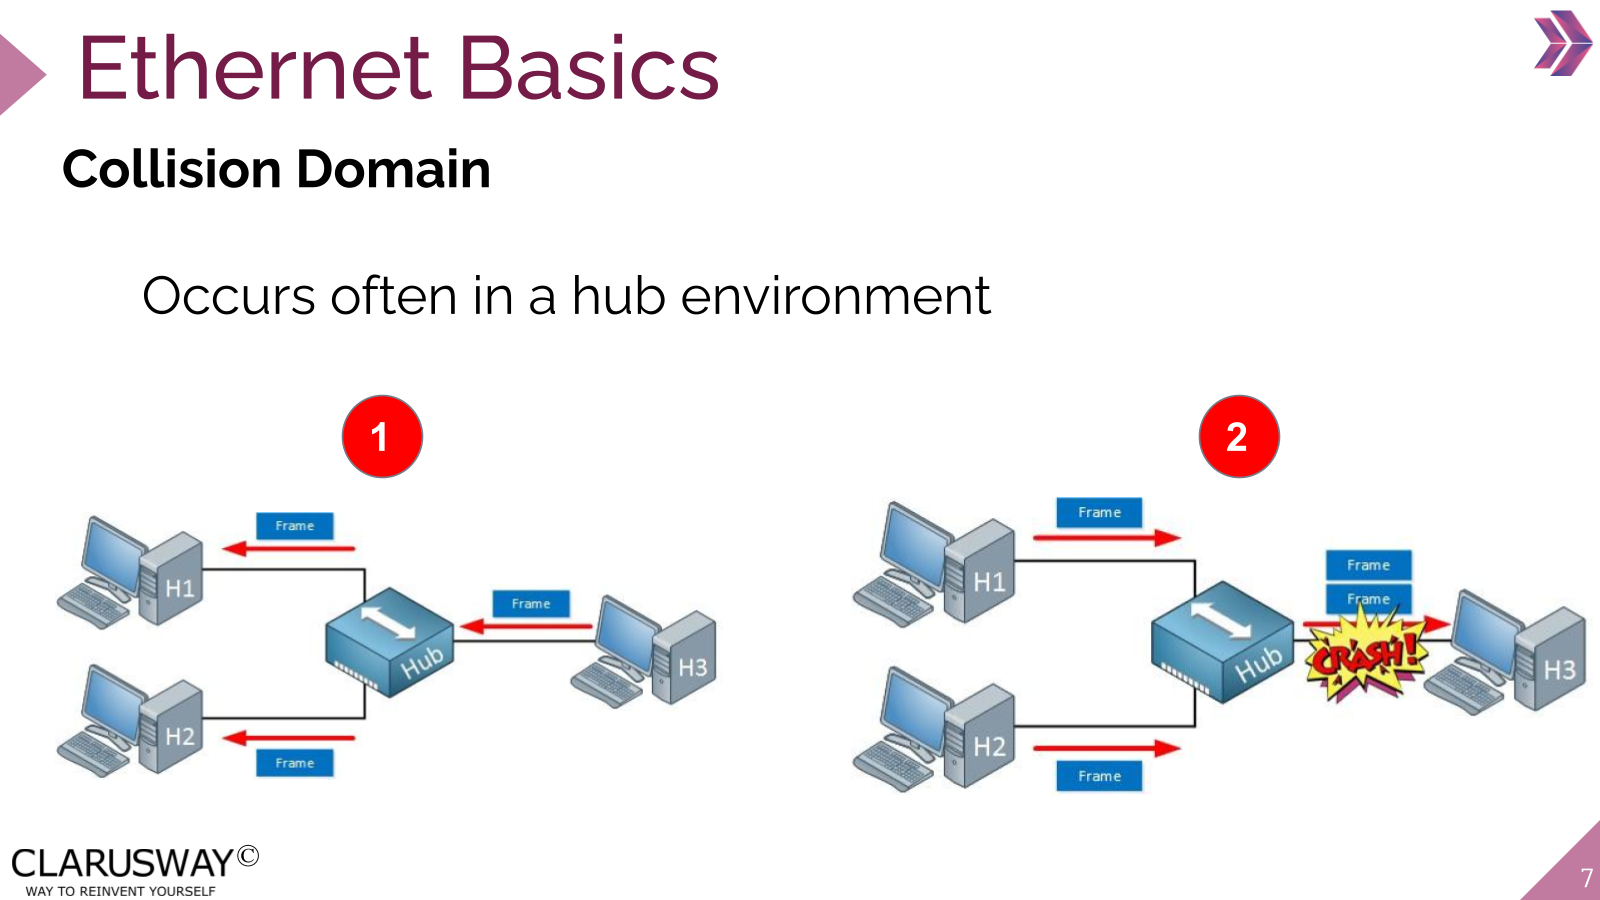 Ethernet Basics
Collision Domain
Occurs often in a hub environment
1
Frame
H1
Frame
Hub
H3
H2
Frame
2
Frame
H1
Frame
Frame
CRASH!
Hub
H3
H2
Frame
CLARUSWAY©
WAY TO REINVENT YOURSELF
7